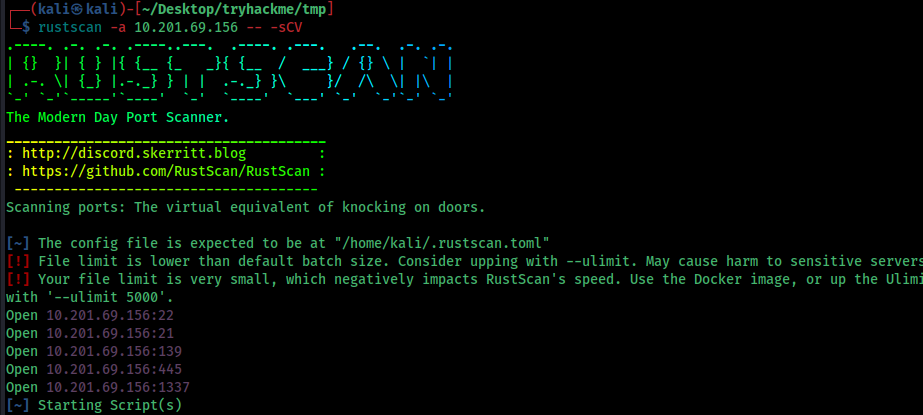 ┌──(kali㉿kali)-[~/Desktop/tryhackme/tmp]
└─$ rustscan -a 10.201.69.156 -- -sCV
.----. .-. .-. .----..---.  .----. .---.   .--.  .-. .-.
| {}  }| { } |{ {__ {_   _}{ {__  /  ___} / {} \ |  `| |
| .-. \| {_} |.-._} } | |  .-._} }\     }/  /\  \| |\  |
`-' `-'`-----'`----'  `-'  `----'  `---' `-'  `-'`-' `-'
The Modern Day Port Scanner.
________________________________________
: http://discord.skerritt.blog         :
: https://github.com/RustScan/RustScan :
 --------------------------------------
Scanning ports: The virtual equivalent of knocking on doors.

[~] The config file is expected to be at "/home/kali/.rustscan.toml"
[!] File limit is lower than default batch size. Consider upping with --ulimit. May cause harm to sensitive servers
[!] Your file limit is very small, which negatively impacts RustScan's speed. Use the Docker image, or up the Ulimi
with '--ulimit 5000'.
Open 10.201.69.156:22
Open 10.201.69.156:21
Open 10.201.69.156:139
Open 10.201.69.156:445
Open 10.201.69.156:1337
[~] Starting Script(s)